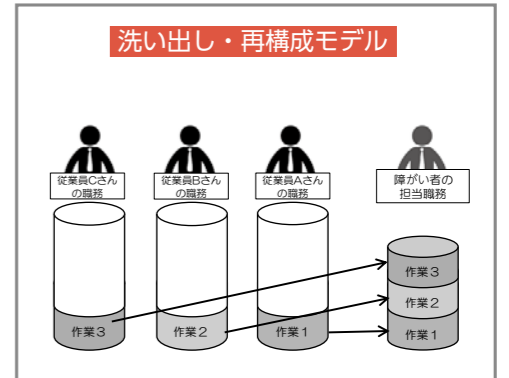 洗い出し・再構成モデル
従業員Cさん
の職務
従業員Bさん
の職務
従業員Aさん
の職務
障がい者の
担当職務
作業3
作業2
作業1
作業3
作業2
作業1